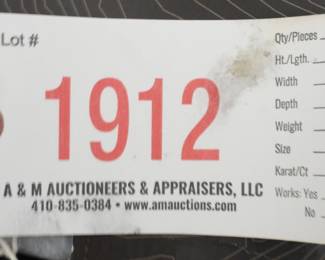 Lot #
1912
A & M AUCTIONEERS & APPRAISERS, LLC
410-835-0384 • www.amauctions.com
Qty/Pieces
Ht./Lgth.
Width
Depth
Weight
Size
Karat/Ct
Works: Yes
No